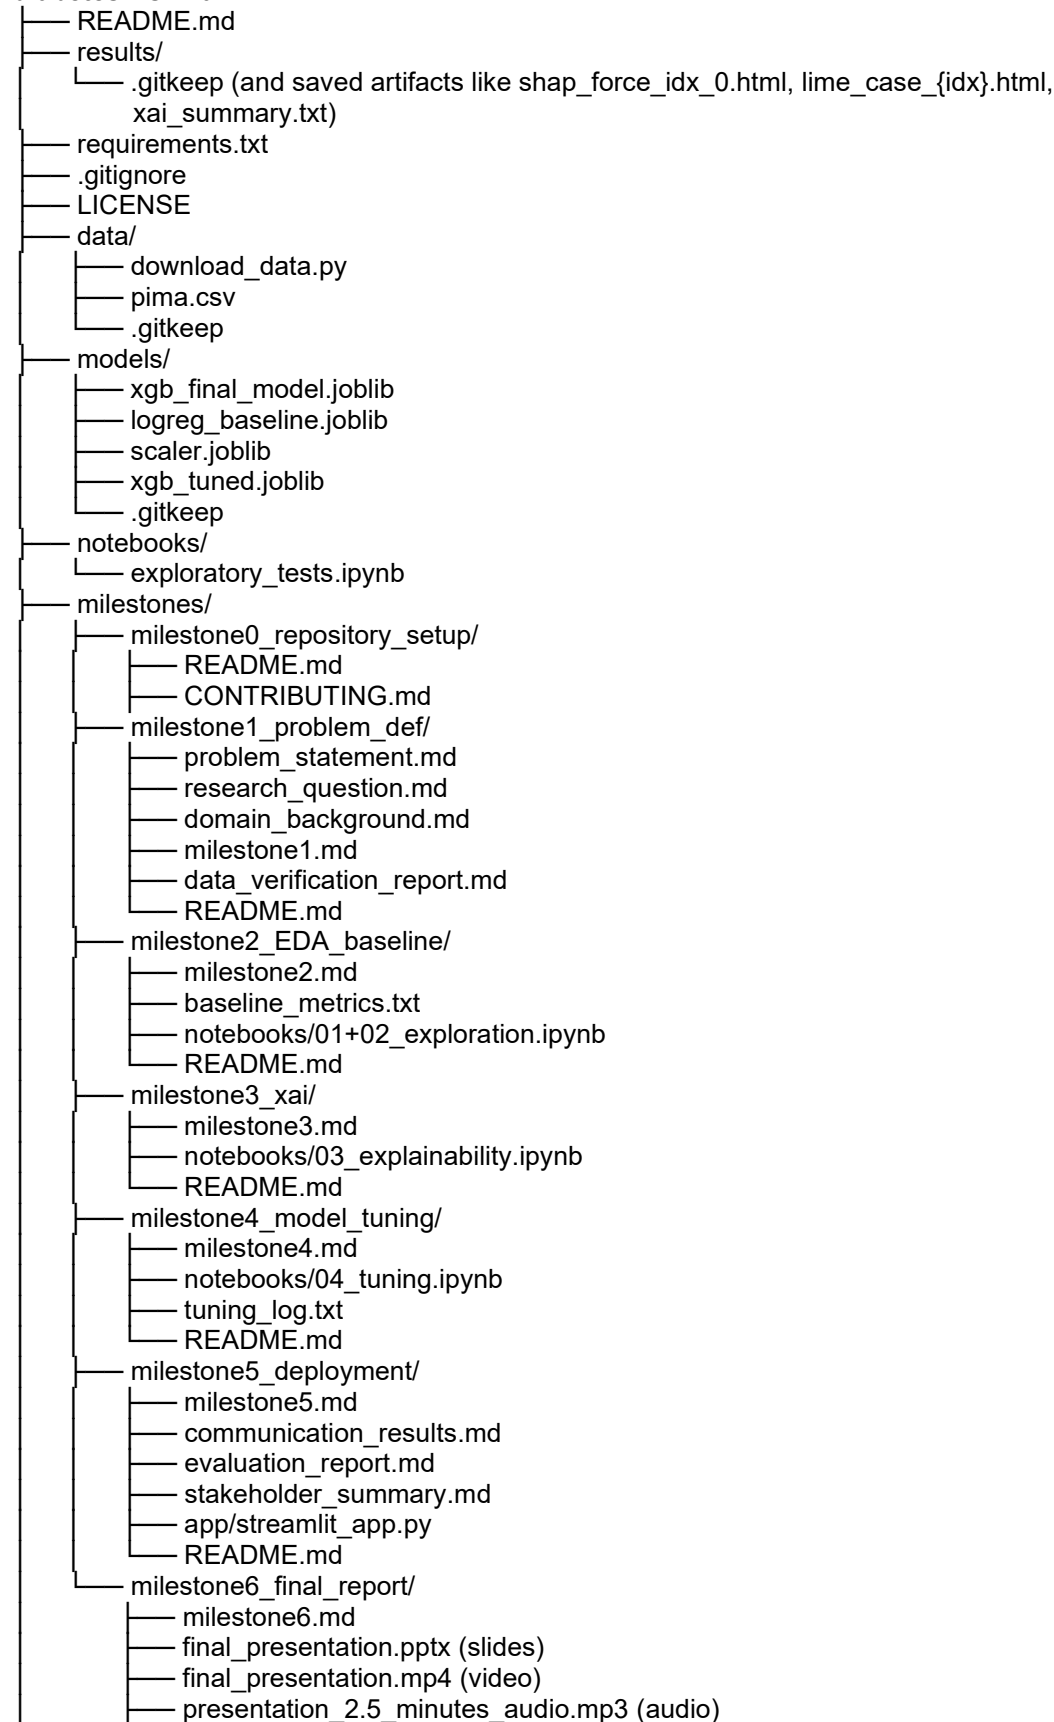 ├── README.md
├── results/
│   └── .gitkeep (and saved artifacts like shap_force_idx_0.html, lime_case_{idx}.html,
│         xai_summary.txt)
├── requirements.txt
├── .gitignore
├── LICENSE
├── data/
│   ├── download_data.py
│   ├── pima.csv
│   └── .gitkeep
├── models/
│   ├── xgb_final_model.joblib
│   ├── logreg_baseline.joblib
│   ├── scaler.joblib
│   ├── xgb_tuned.joblib
│   └── .gitkeep
├── notebooks/
│   └── exploratory_tests.ipynb
├── milestones/
│   ├── milestone0_repository_setup/
│   │   ├── README.md
│   │   ├── CONTRIBUTING.md
│   ├── milestone1_problem_def/
│   │   ├── problem_statement.md
│   │   ├── research_question.md
│   │   ├── domain_background.md
│   │   ├── milestone1.md
│   │   ├── data_verification_report.md
│   │   └── README.md
│   ├── milestone2_EDA_baseline/
│   │   ├── milestone2.md
│   │   ├── baseline_metrics.txt
│   │   ├── notebooks/01+02_exploration.ipynb
│   │   └── README.md
│   ├── milestone3_xai/
│   │   ├── milestone3.md
│   │   ├── notebooks/03_explainability.ipynb
│   │   └── README.md
│   ├── milestone4_model_tuning/
│   │   ├── milestone4.md
│   │   ├── notebooks/04_tuning.ipynb
│   │   ├── tuning_log.txt
│   │   └── README.md
│   ├── milestone5_deployment/
│   │   ├── milestone5.md
│   │   ├── communication_results.md
│   │   ├── evaluation_report.md
│   │   ├── stakeholder_summary.md
│   │   ├── app/streamlit_app.py
│   │   └── README.md
│   └── milestone6_final_report/
│       ├── milestone6.md
│       ├── final_presentation.pptx (slides)
│       ├── final_presentation.mp4 (video)
│       ├── presentation_2.5_minutes_audio.mp3 (audio)